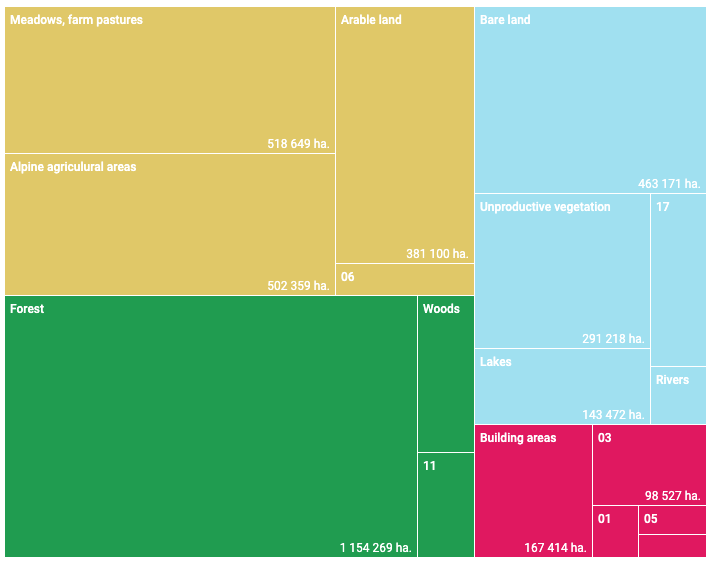 Meadows, farm pastures
518 649 ha.
Alpine agriculural areas
502 359 ha.
Arable land
381 100 ha.
06
Forest
1 154 269 ha.
Woods
11
Bare land
463 171 ha.
Unproductive vegetation
291 218 ha.
17
Lakes
143 472 ha.
Rivers
Building areas
167 414 ha.
03
98 527 ha.
01
05